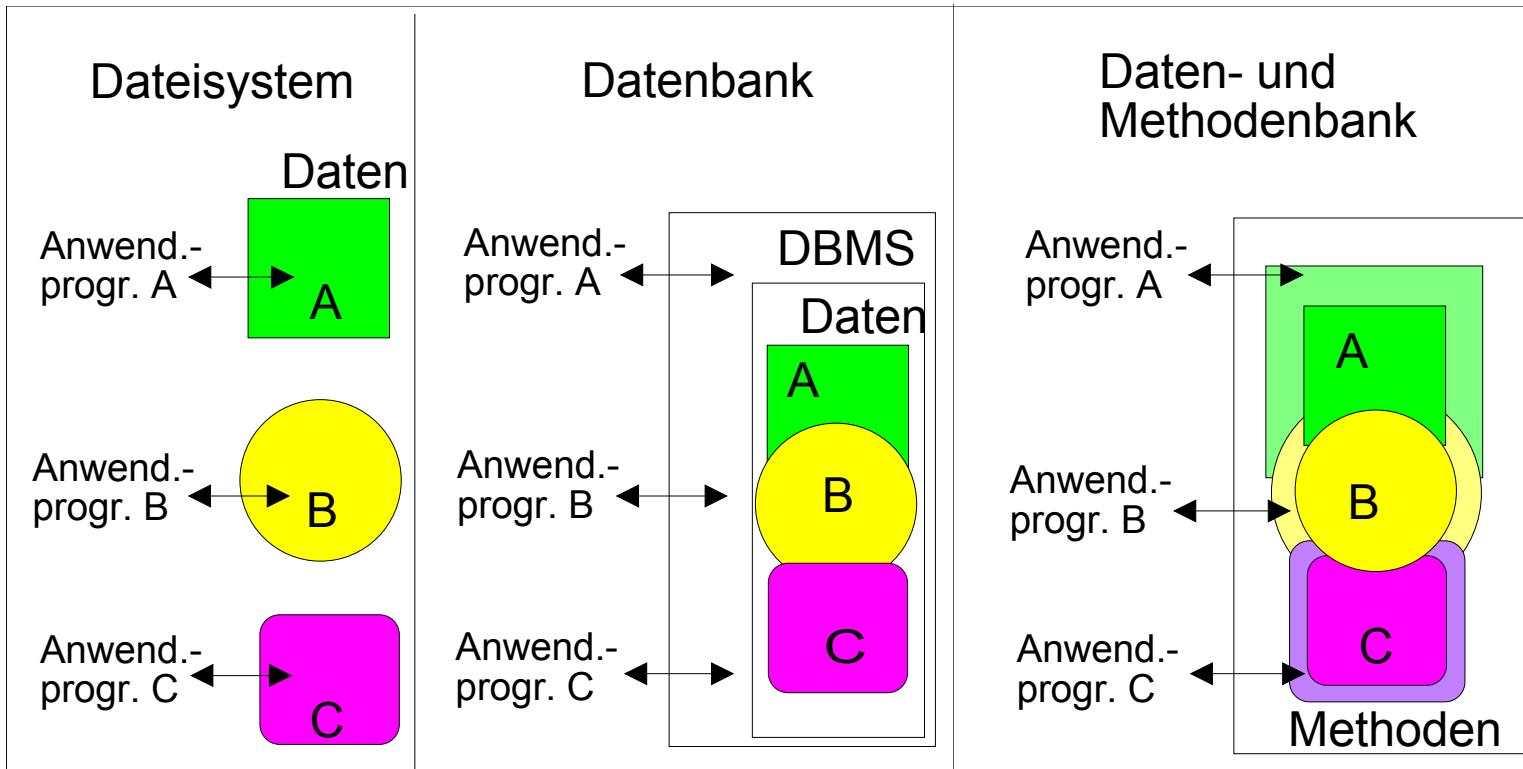 Dateisystem
Daten
Anwend.-
progr. A
A
Anwend.-
progr. B
B
Anwend.-
progr. C
C
Datenbank
DBMS
Anwend.-
progr. A
Daten
A
Anwend.-
progr. B
B
Anwend.-
progr. C
C
Daten- und
Methodenbank
Anwend.-
progr. A
A
Anwend.-
progr. B
B
Anwend.-
progr. C
C
Methoden